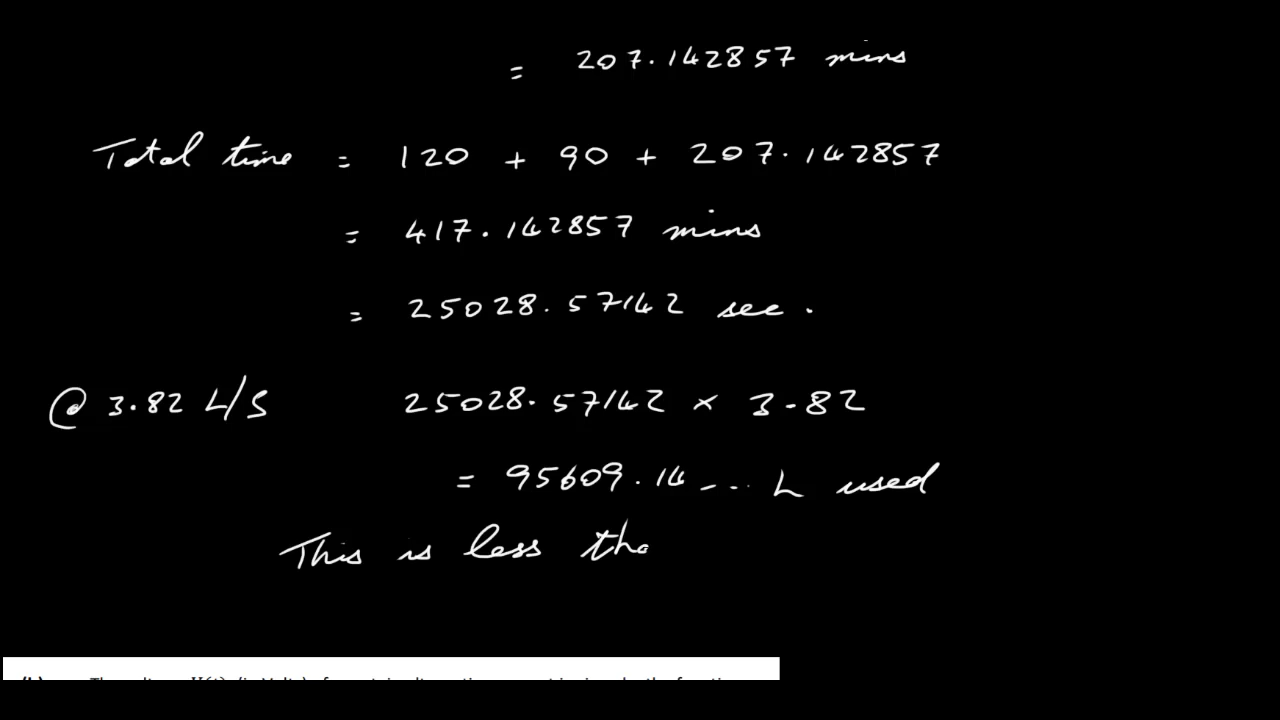 = 207.142857 mins
Total time = 120 + 90 + 207.142857
= 417.142857 mins
= 25028.57142 sec.
@ 3.82 L/S 25028.57142 × 3.82
= 95609.14 --.. L used
This is less tha